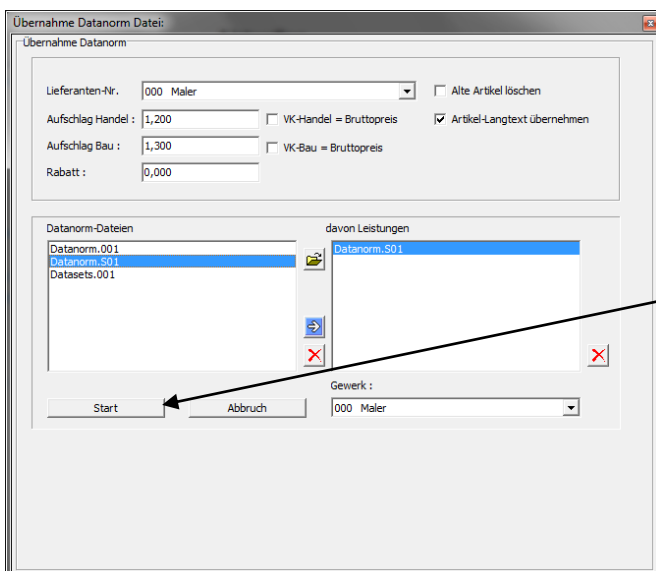 Übernahme Datanorm Datei:
Übernahme Datanorm
Lieferanten-Nr. 000 Maler Alte Artikel löschen
Aufschlag Handel : 1,200 VK-Handel = Bruttopreis Artikel-Langtext übernehmen
Aufschlag Bau : 1,300 VK-Bau = Bruttopreis
Rabatt : 0,000
Datanorm-Dateien davon Leistungen
Datanorm.001 Datanorm.S01
Datanorm.S01
Datasets.001
Gewerk :
Start Abbruch 000 Maler